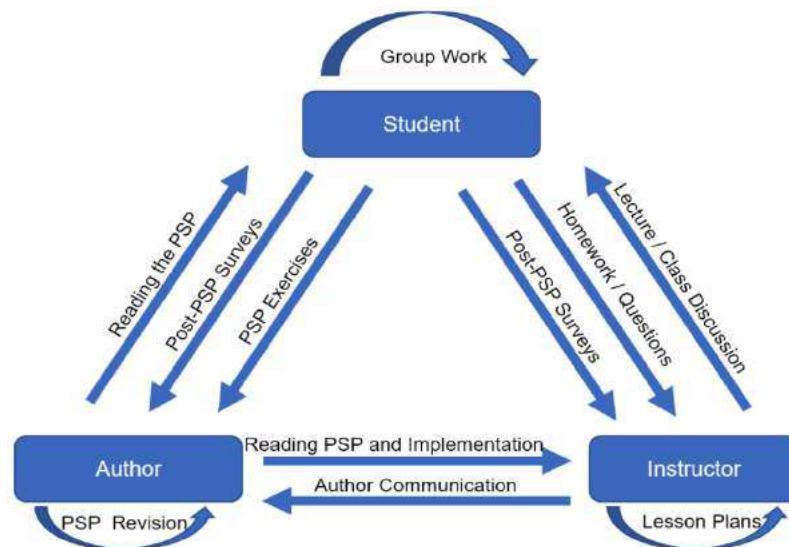 Group Work
Student
Reading the PSP
Post-PSP Surveys
PSP Exercises
Post-PSP Surveys
Homework / Questions
Lecture / Class Discussion
Author
Reading PSP and Implementation
Author Communication
Instructor
PSP Revision
Lesson Plans